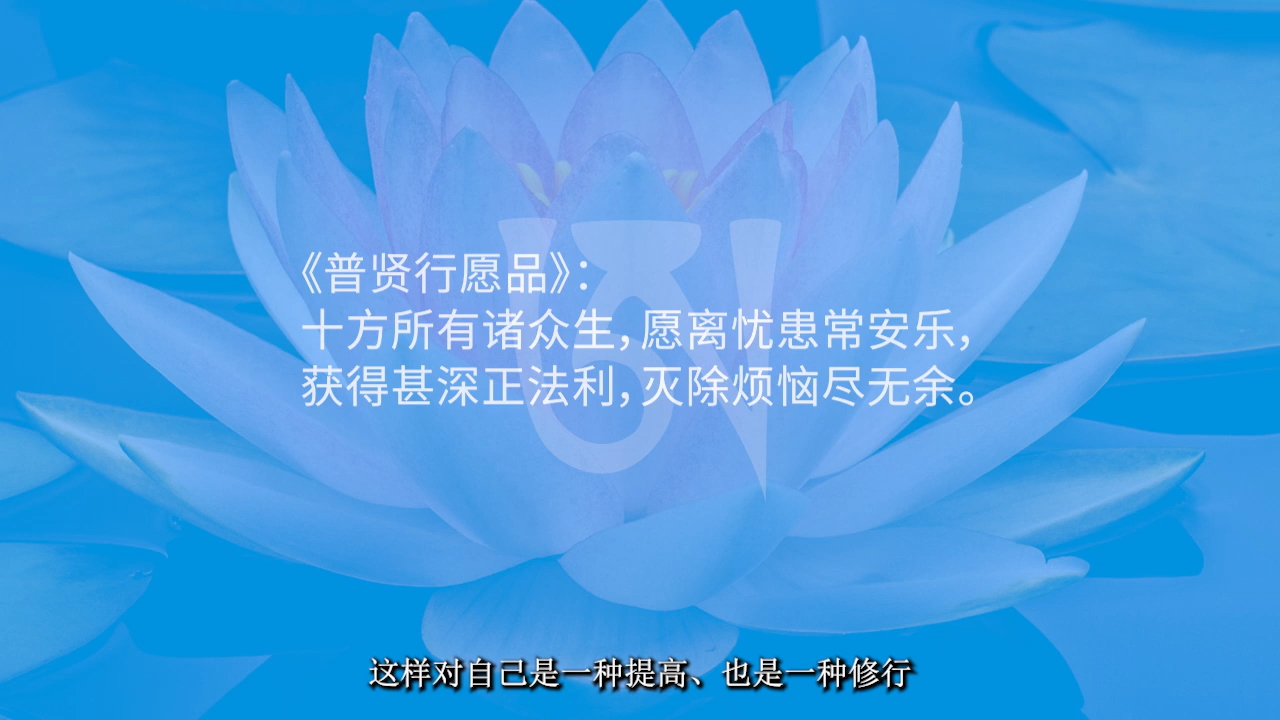 《普贤行愿品》：
十方所有诸众生，愿离忧患常安乐，
获得甚深正法利，灭除烦恼尽无余。
这样对自己是一种提高、也是一种修行